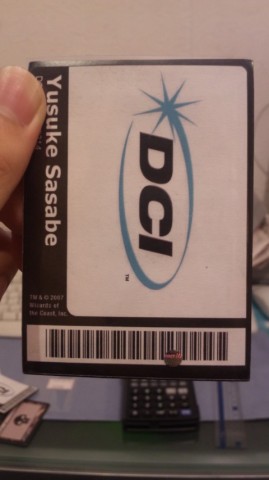 Yusuke Sasabe
DCI
TM
TM & © 2007
Wizards of
the Coast, Inc.